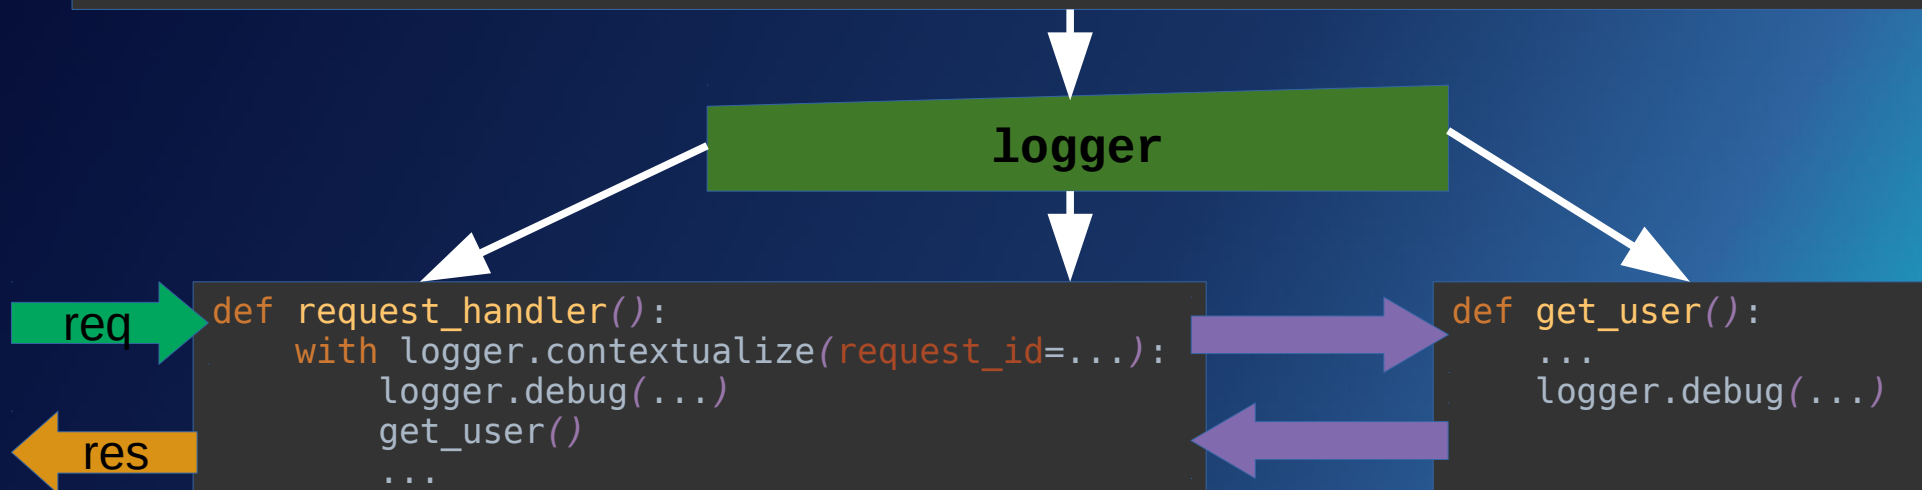 logger
req
def request_handler():
    with logger.contextualize(request_id=...):
        logger.debug(...)
        get_user()
        ...
res
def get_user():
    ...
    logger.debug(...)